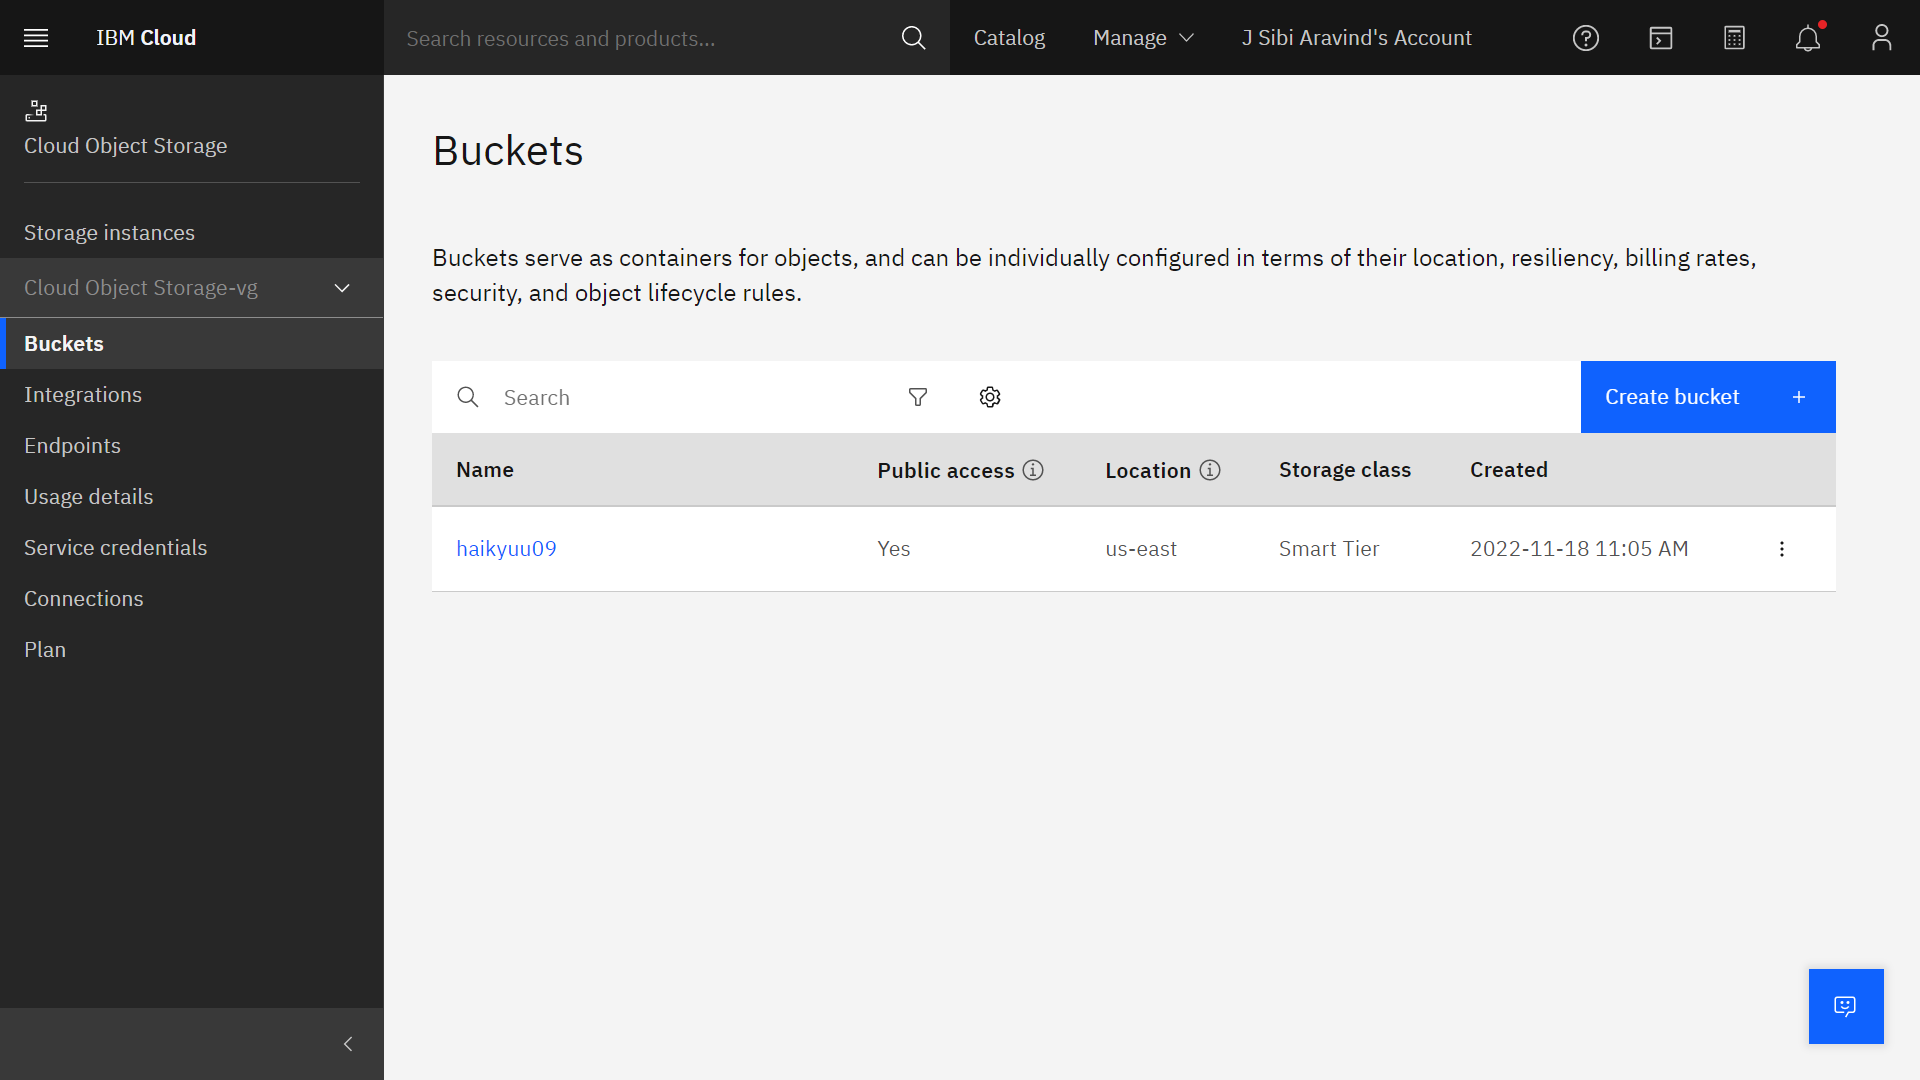 IBM Cloud
Search resources and products...
Catalog
Manage
J Sibi Aravind's Account
Cloud Object Storage
Storage instances
Cloud Object Storage-vg
Buckets
Integrations
Endpoints
Usage details
Service credentials
Connections
Plan
Buckets
Buckets serve as containers for objects, and can be individually configured in terms of their location, resiliency, billing rates,
security, and object lifecycle rules.
Search
Create bucket +
Name Public access Location Storage class Created
haikyuu09 Yes us-east Smart Tier 2022-11-18 11:05 AM